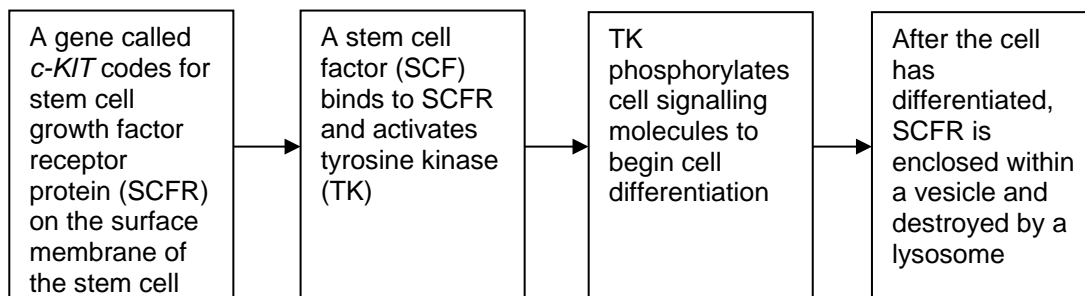 A gene called
c-KIT codes for
stem cell
growth factor
receptor
protein (SCFR)
on the surface
membrane of
the stem cell
A stem cell
factor (SCF)
binds to SCFR
and activates
tyrosine kinase
(TK)
TK
phosphorylates
cell signalling
molecules to
begin cell
differentiation
After the cell
has
differentiated,
SCFR is
enclosed within
a vesicle and
destroyed by a
lysosome